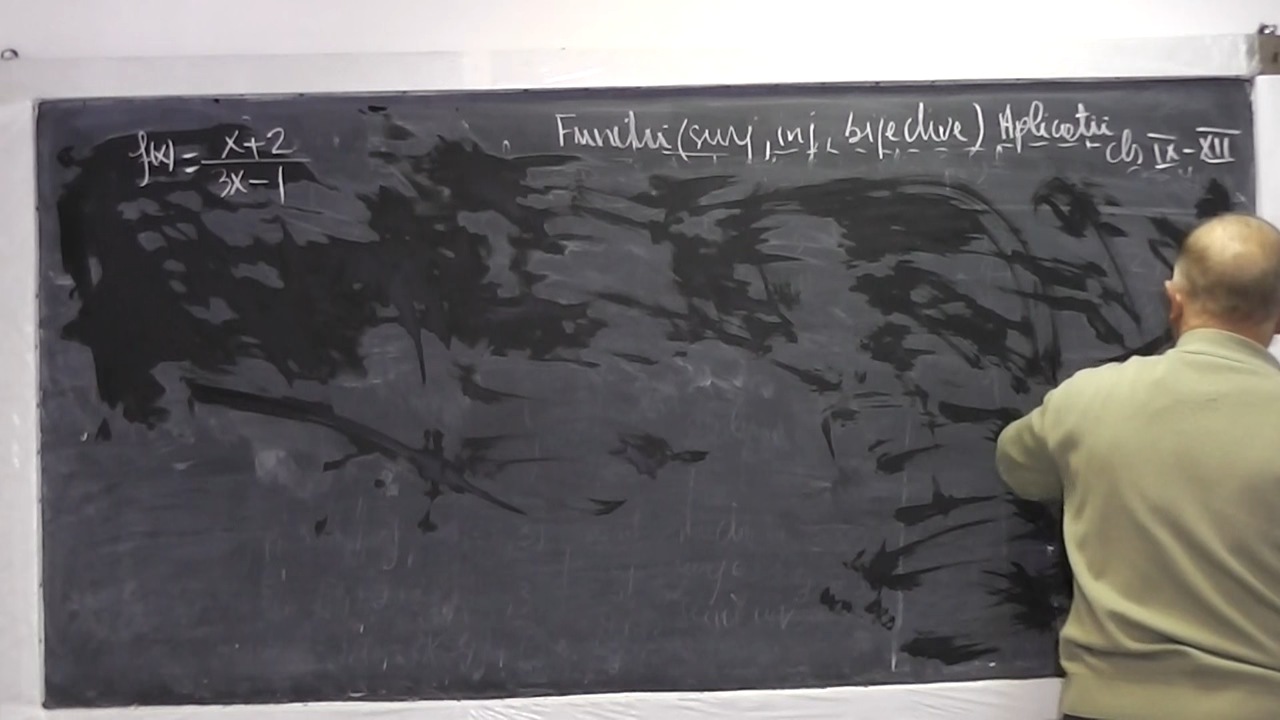 Funcții (surj, inj, bijective) Aplicații cls IX-XII
f(x) = x+2 / 3x-1